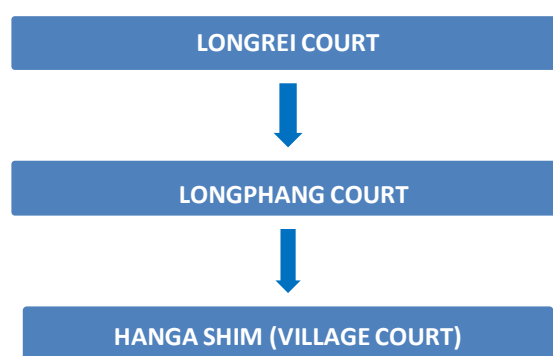 LONGREI COURT
LONGPHANG COURT
HANGA SHIM (VILLAGE COURT)